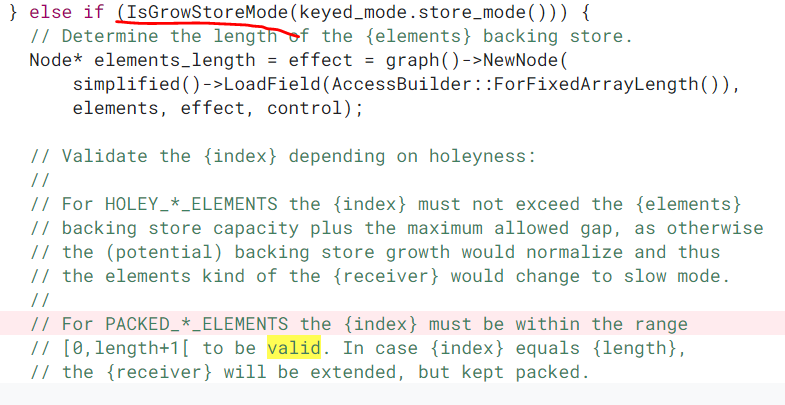 } else if (IsGrowStoreMode(keyed_mode.store_mode())) {
// Determine the length of the {elements} backing store.
Node* elements_length = effect = graph()->NewNode(
simplified()->LoadField(AccessBuilder::ForFixedArrayLength()),
elements, effect, control);
// Validate the {index} depending on holeyness:
//
// For HOLEY_*_ELEMENTS the {index} must not exceed the {elements}
// backing store capacity plus the maximum allowed gap, as otherwise
// the (potential) backing store growth would normalize and thus
// the elements kind of the {receiver} would change to slow mode.
//
// For PACKED_*_ELEMENTS the {index} must be within the range
// [0,length+1[ to be valid. In case {index} equals {length},
// the {receiver} will be extended, but kept packed.